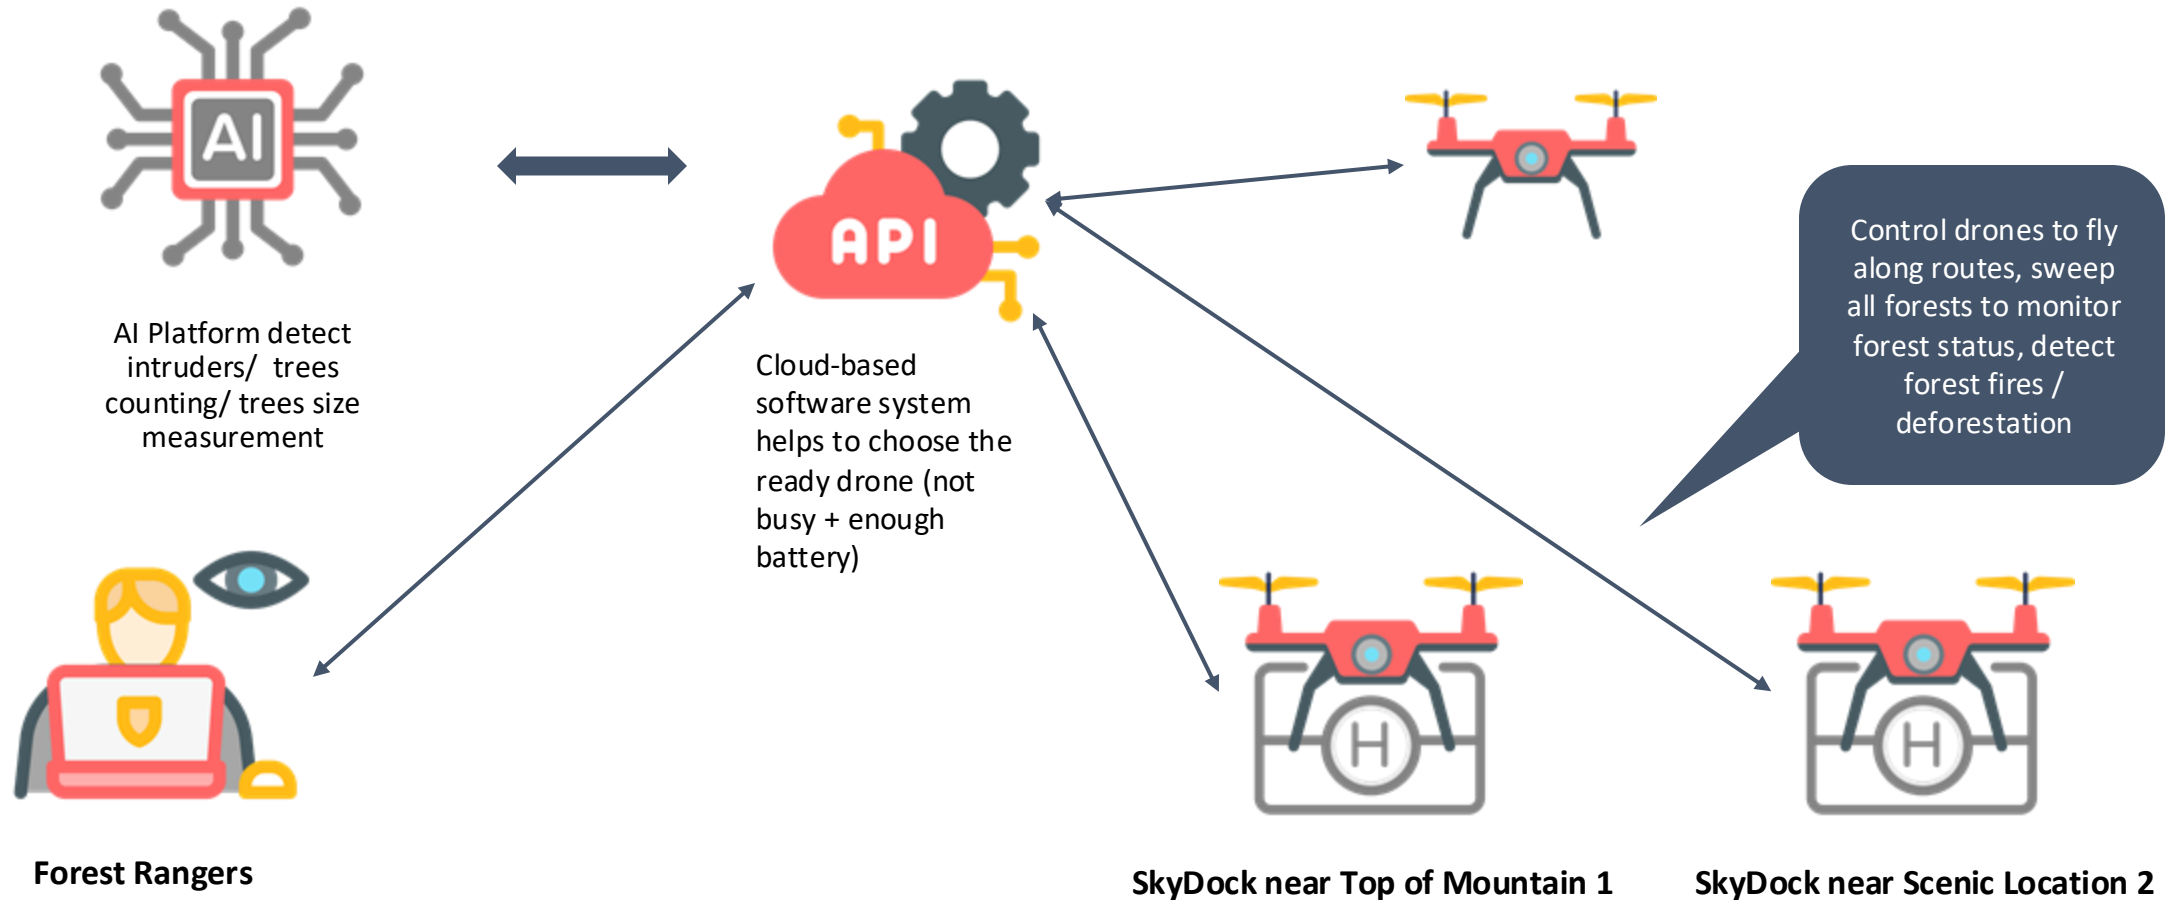 AI
API
AI Platform detect
intruders/ trees
counting/ trees size
measurement
Cloud-based
software system
helps to choose the
ready drone (not
busy + enough
battery)
Control drones to fly
along routes, sweep
all forests to monitor
forest status, detect
forest fires /
deforestation
H
H
Forest Rangers
SkyDock near Top of Mountain 1
SkyDock near Scenic Location 2